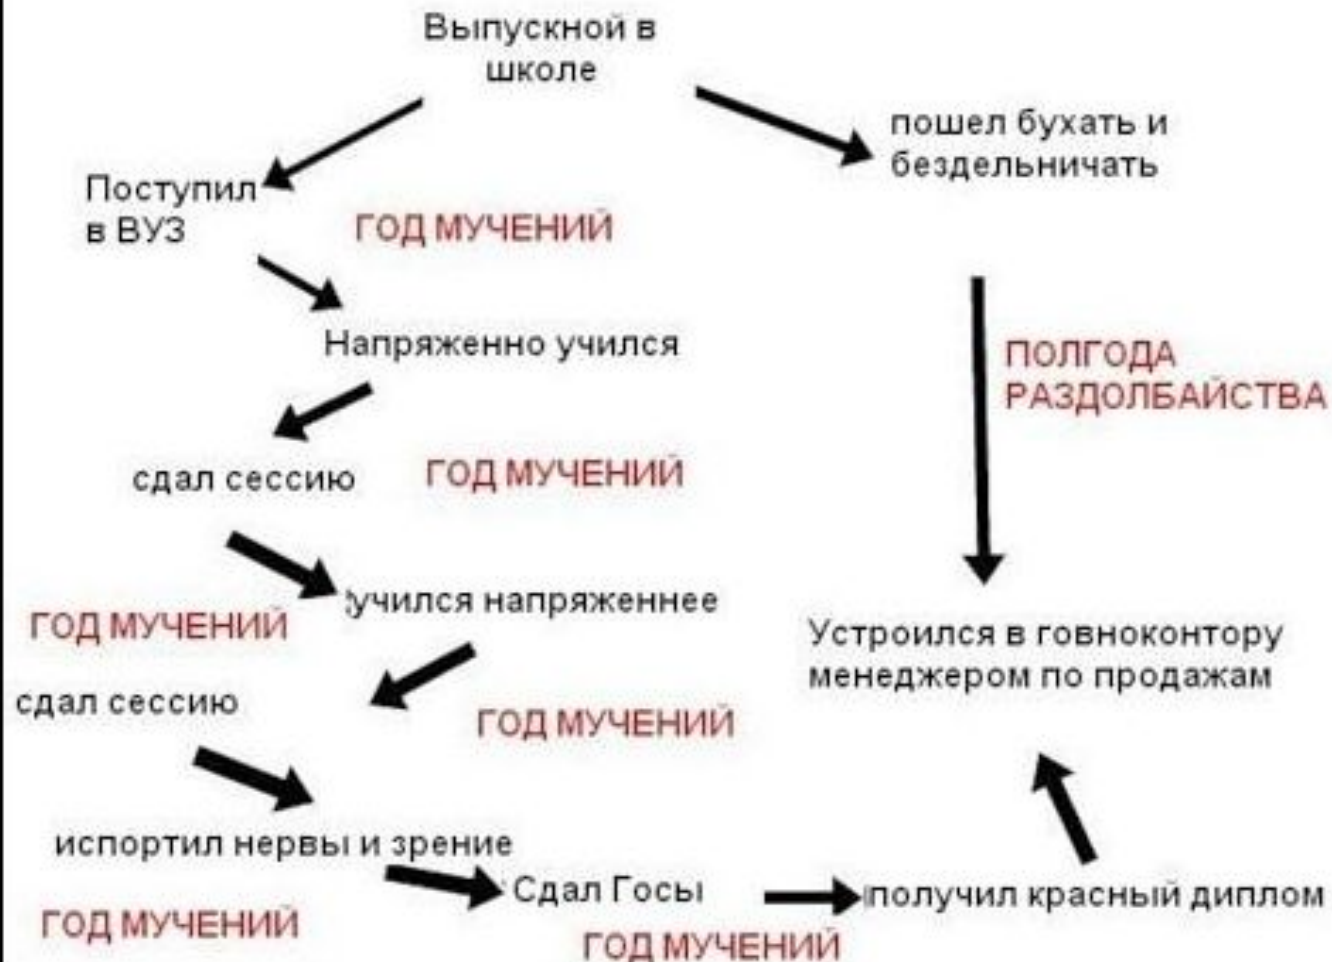 Выпускной в
школе
пошел бухать и
бездельничать
Поступил
в ВУЗ
ГОД МУЧЕНИЙ
Напряженно учился
ПОЛГОДА
РАЗДОЛБАЙСТВА
сдал сессию
ГОД МУЧЕНИЙ
учился напряженнее
ГОД МУЧЕНИЙ
Устроился в говноконтору
менеджером по продажам
сдал сессию
ГОД МУЧЕНИЙ
испортил нервы и зрение
Сдал Госы
получил красный диплом
ГОД МУЧЕНИЙ
ГОД МУЧЕНИЙ